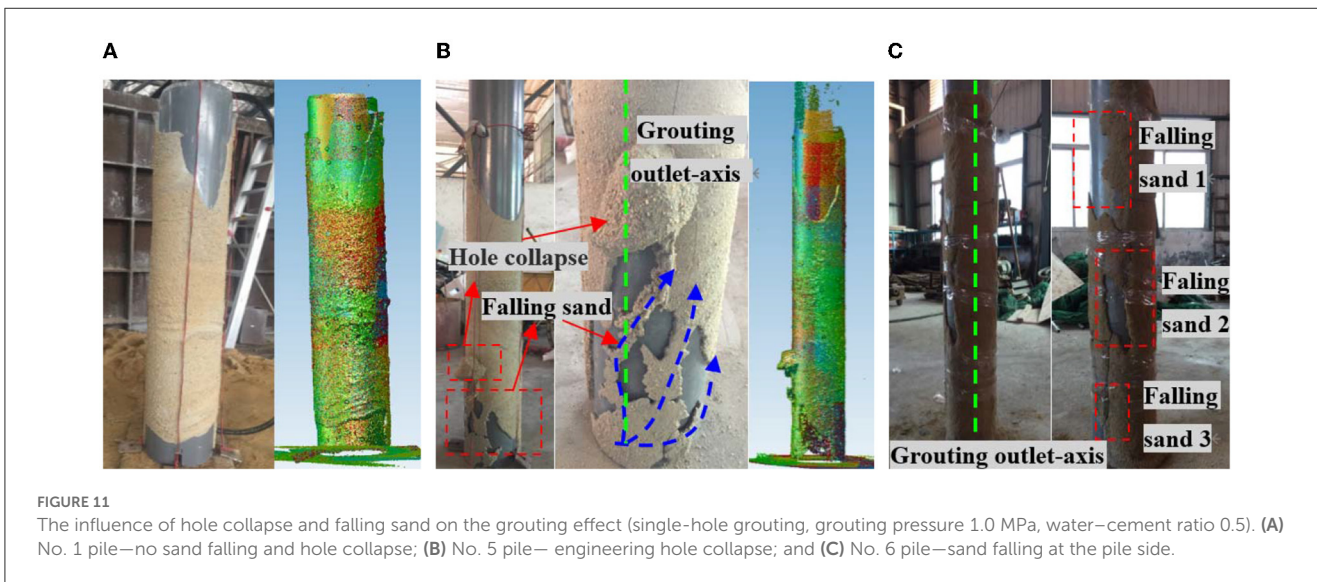 A
B
C
Grouting
outlet-axis
Hole collapse
Falling sand
Falling
sand 1
Faling
sand 2
Falling
sand 3
Grouting outlet-axis
FIGURE 11
The influence of hole collapse and falling sand on the grouting effect (single-hole grouting, grouting pressure 1.0 MPa, water–cement ratio 0.5). (A)
No. 1 pile—no sand falling and hole collapse; (B) No. 5 pile— engineering hole collapse; and (C) No. 6 pile—sand falling at the pile side.